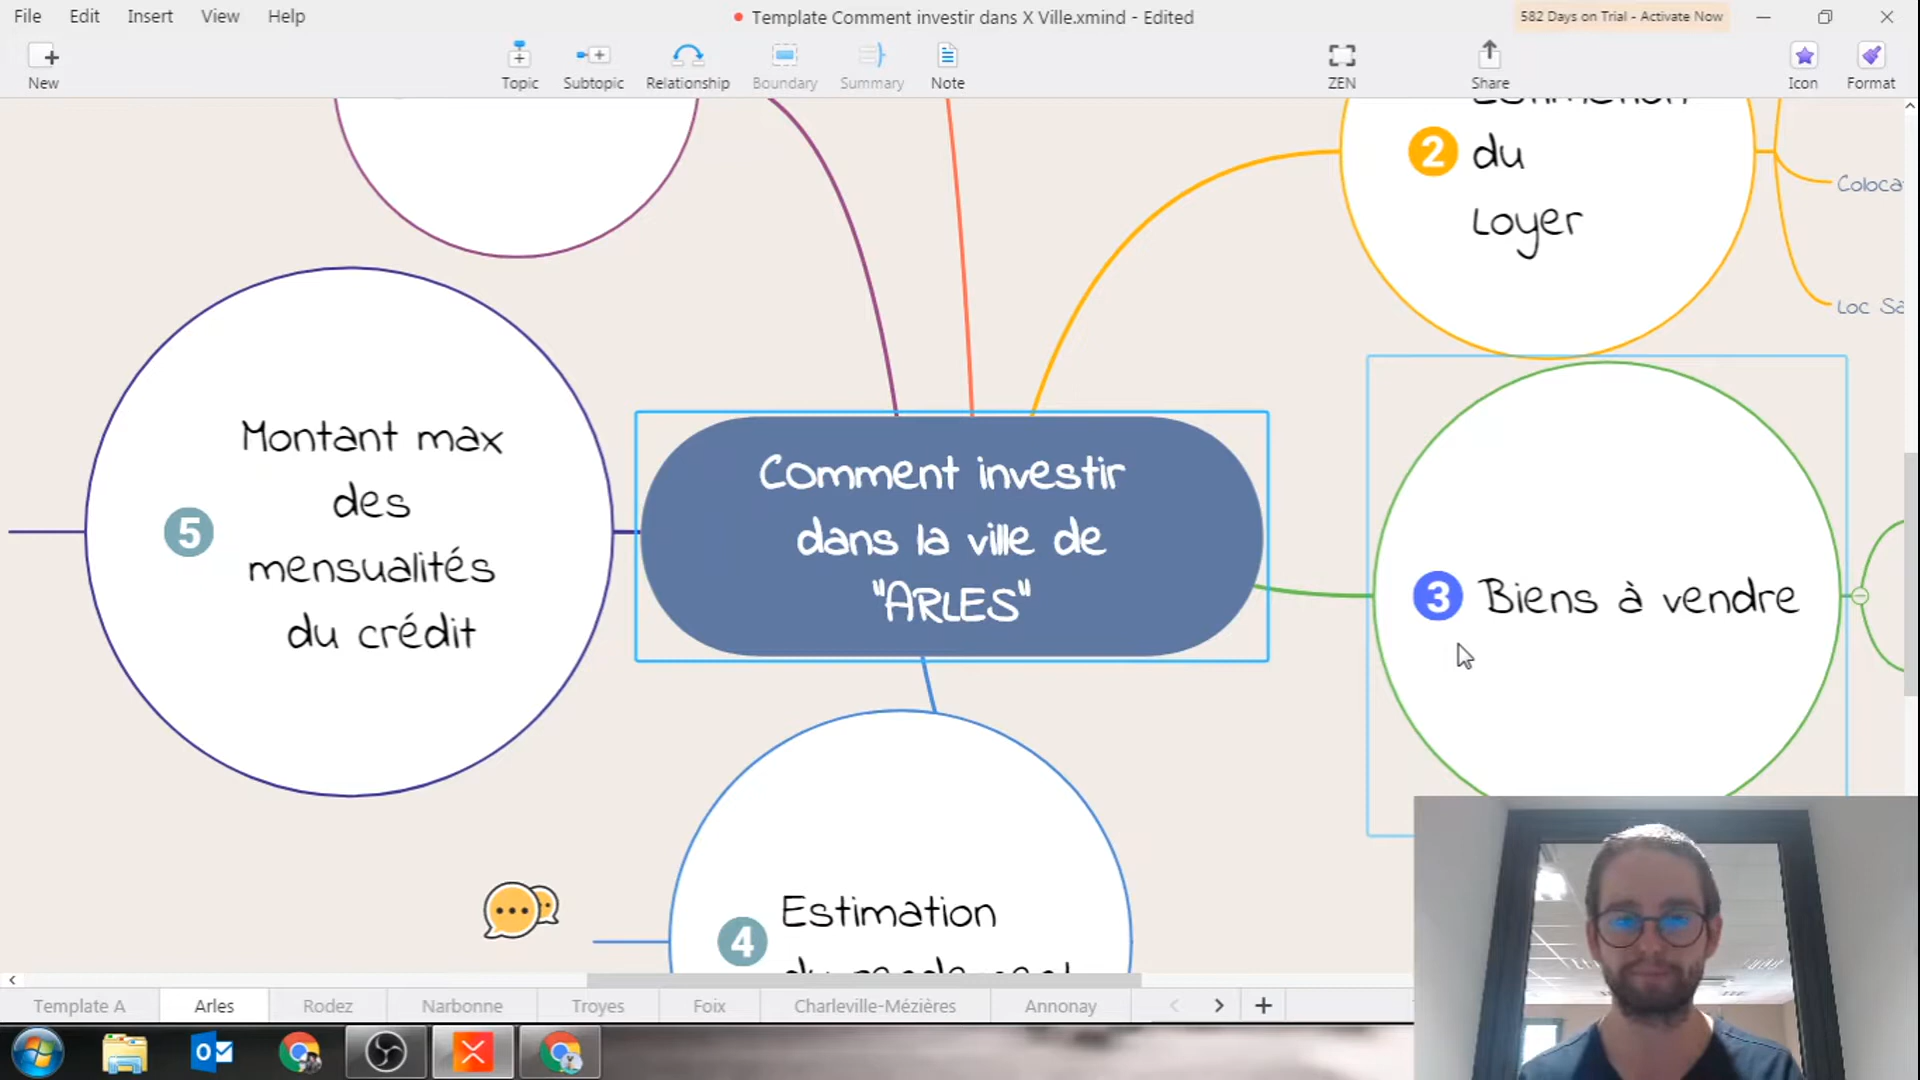 File Edit Insert View Help
Template Comment investir dans X Ville.xmind - Edited
582 Days on Trial - Activate Now
New
Topic
Subtopic
Relationship
Boundary
Summary
Note
ZEN
Share
Icon
Format
2
du
Loyer
Loc
Montant max
des
mensualités
du crédit
5
Comment investir
dans la ville de
"ARLES"
3 Biens à vendre
4
Estimation
du
Template A
Arles
Rodez
Narbonne
Troyes
Foix
Charleville-Mézières
Annonay